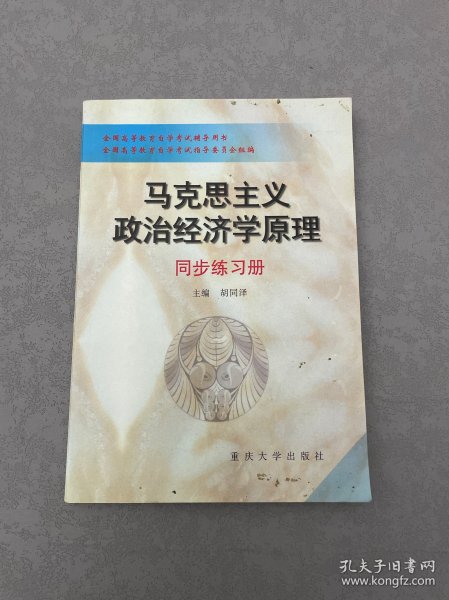 全国高等教育自学考试辅导用书
全国高等教育自学考试指导委员会组编
马克思主义
政治经济学原理
同步练习册
主编 胡同泽
重庆大学出版社
孔夫子旧书网
www.kongfz.com